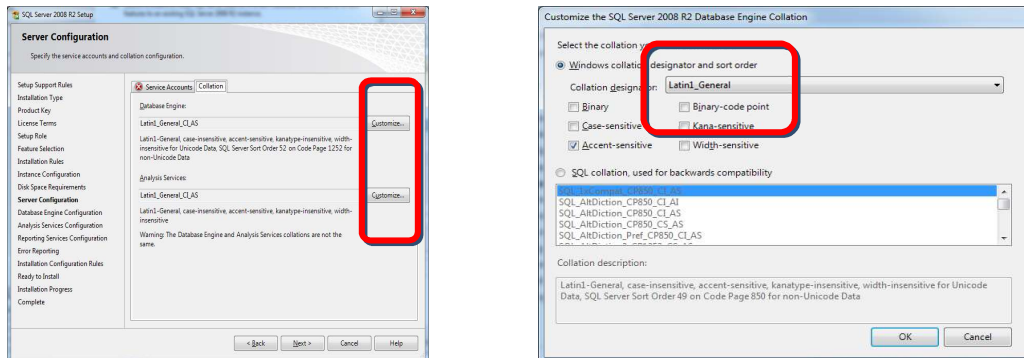 SQL Server 2008 R2 Setup
Server Configuration
Specify the service accounts and collation configuration.
Setup Support Rules
Installation Type
Product Key
License Terms
Setup Role
Feature Selection
Installation Rules
Instance Configuration
Disk Space Requirements
Server Configuration
Database Engine Configuration
Analysis Services Configuration
Reporting Services Configuration
Error Reporting
Installation Configuration Rules
Ready to Install
Installation Progress
Complete
Service Accounts Collation
Database Engine:
Latin1_General_CI_AS
Customize...
Latin1-General, case-insensitive, accent-sensitive, kanatype-insensitive, width-
insensitive for Unicode Data, SQL Server Sort Order 52 on Code Page 1252 for
non-Unicode Data
Analysis Services:
Latin1_General_CI_AS
Customize...
Latin1-General, case-insensitive, accent-sensitive, kanatype-insensitive, width-
insensitive
Warning: The Database Engine and Analysis Services collations are not the
same.
< Back Next > Cancel Help
Customize the SQL Server 2008 R2 Database Engine Collation
Select the collation
Windows collation designator and sort order
Collation designator: Latin1_General
Binary Binary-code point
Case-sensitive Kana-sensitive
Accent-sensitive Width-sensitive
SQL collation, used for backwards compatibility
SQL_1xCompat_CP850_CI_AS
SQL_AltDiction_CP850_CI_AI
SQL_AltDiction_CP850_CI_AS
SQL_AltDiction_CP850_CS_AS
SQL_AltDiction_Pref_CP850_CI_AS
Collation description:
Latin1-General, case-insensitive, accent-sensitive, kanatype-insensitive, width-insensitive for Unicode
Data, SQL Server Sort Order 49 on Code Page 850 for non-Unicode Data
OK Cancel